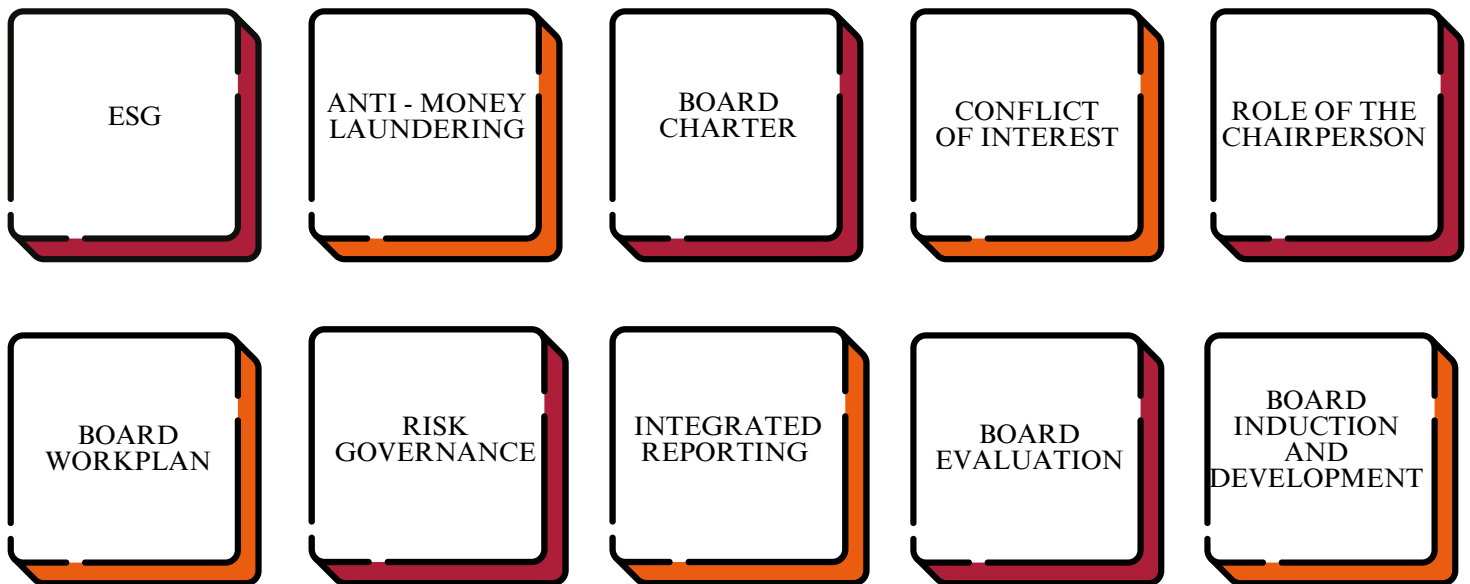 ESG
ANTI - MONEY
LAUNDERING
BOARD
CHARTER
CONFLICT
OF INTEREST
ROLE OF THE
CHAIRPERSON
BOARD
WORKPLAN
RISK
GOVERNANCE
INTEGRATED
REPORTING
BOARD
EVALUATION
BOARD
INDUCTION
AND
DEVELOPMENT